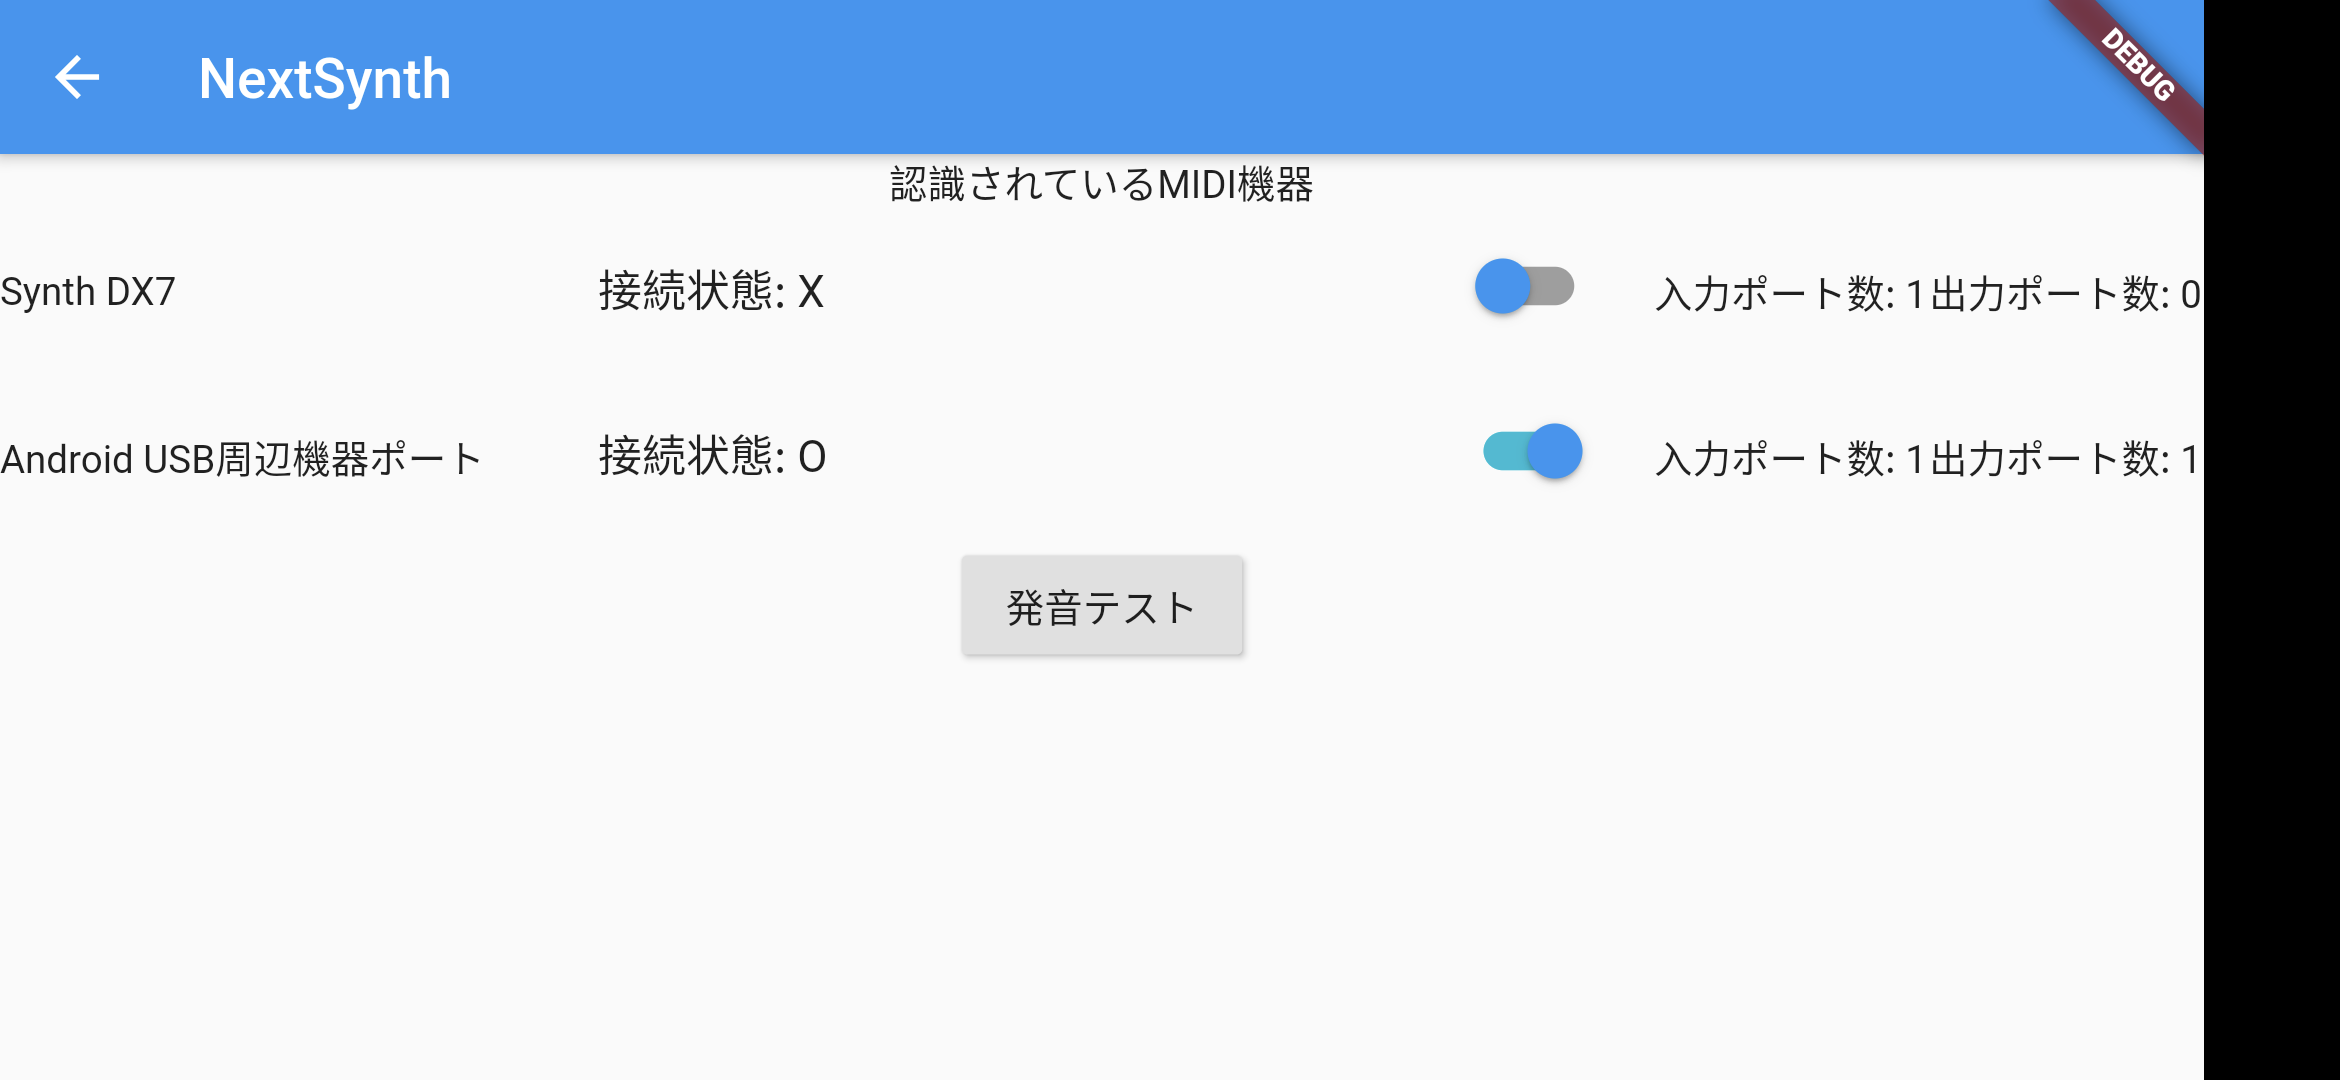 NextSynth
DEBUG
認識されているMIDI機器
Synth DX7 接続状態: X 入力ポート数: 1出力ポート数: 0
Android USB周辺機器ポート 接続状態: O 入力ポート数: 1出力ポート数: 1
発音テスト